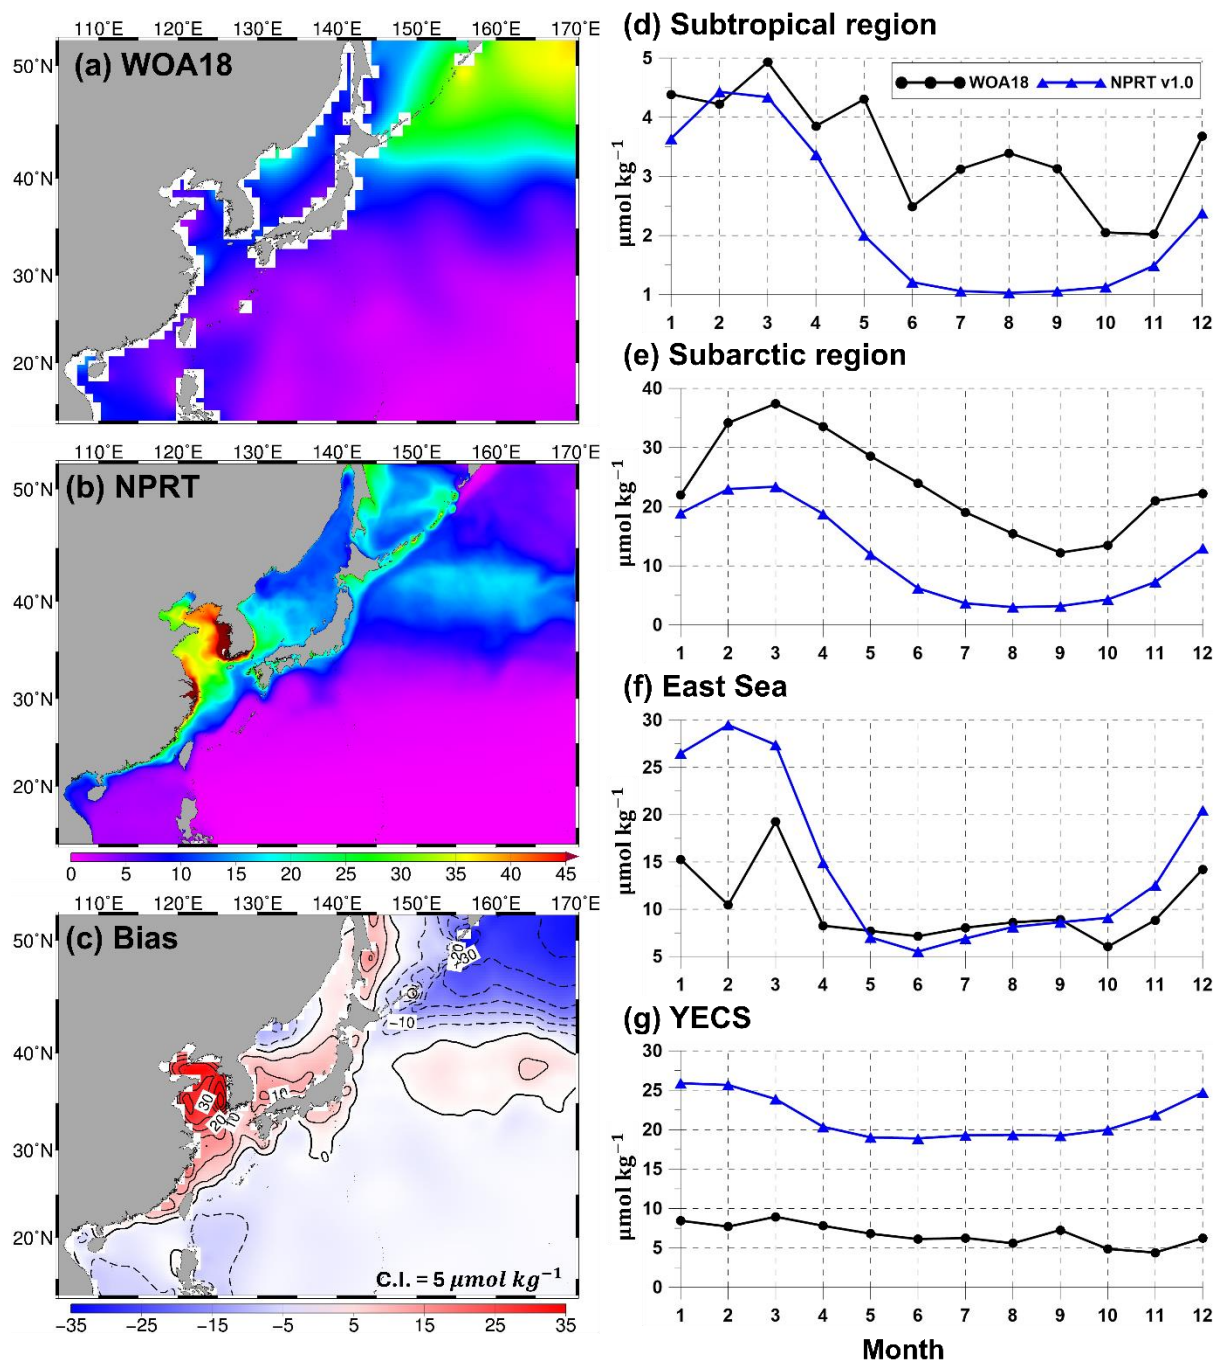 110°E 120°E 130°E 140°E 150°E 160°E 170°E
(a) WOA18
50°N
40°N
30°N
20°N
110°E 120°E 130°E 140°E 150°E 160°E 170°E
(b) NPRT
50°N
40°N
30°N
20°N
0 5 10 15 20 25 30 35 40 45
110°E 120°E 130°E 140°E 150°E 160°E 170°E
(c) Bias
50°N
40°N
30°N
20°N
-20
-30
-10
0
30
20
10
10
0
C.I. = 5 μmol kg⁻¹
-35 -25 -15 -5 5 15 25 35
(d) Subtropical region
WOA18 NPRT v1.0
μmol kg⁻¹
5
4
3
2
1
1 2 3 4 5 6 7 8 9 10 11 12
(e) Subarctic region
μmol kg⁻¹
40
30
20
10
0
1 2 3 4 5 6 7 8 9 10 11 12
(f) East Sea
μmol kg⁻¹
30
25
20
15
10
5
1 2 3 4 5 6 7 8 9 10 11 12
(g) YECS
μmol kg⁻¹
30
25
20
15
10
5
0
1 2 3 4 5 6 7 8 9 10 11 12
Month